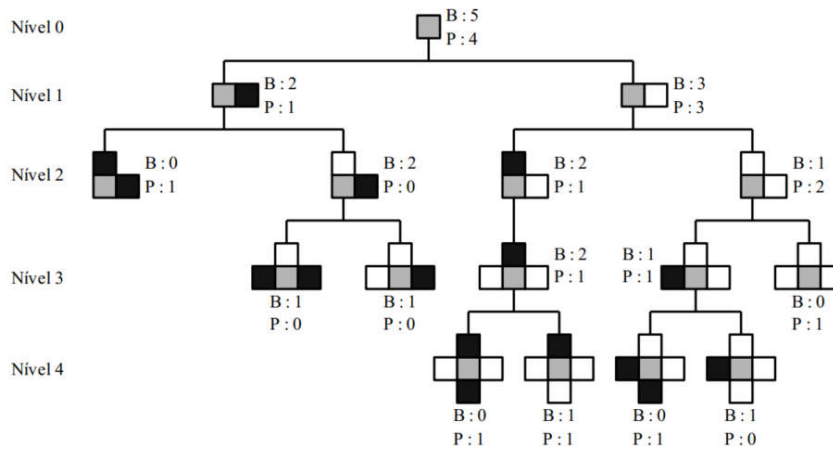 Nível 0
B : 5
P : 4
Nível 1
B : 2
P : 1
B : 3
P : 3
Nível 2
B : 0
P : 1
B : 2
P : 0
B : 2
P : 1
B : 1
P : 2
Nível 3
B : 1
P : 0
B : 1
P : 0
B : 2
P : 1
B : 1
P : 1
B : 0
P : 1
Nível 4
B : 0
P : 1
B : 1
P : 1
B : 0
P : 1
B : 1
P : 0